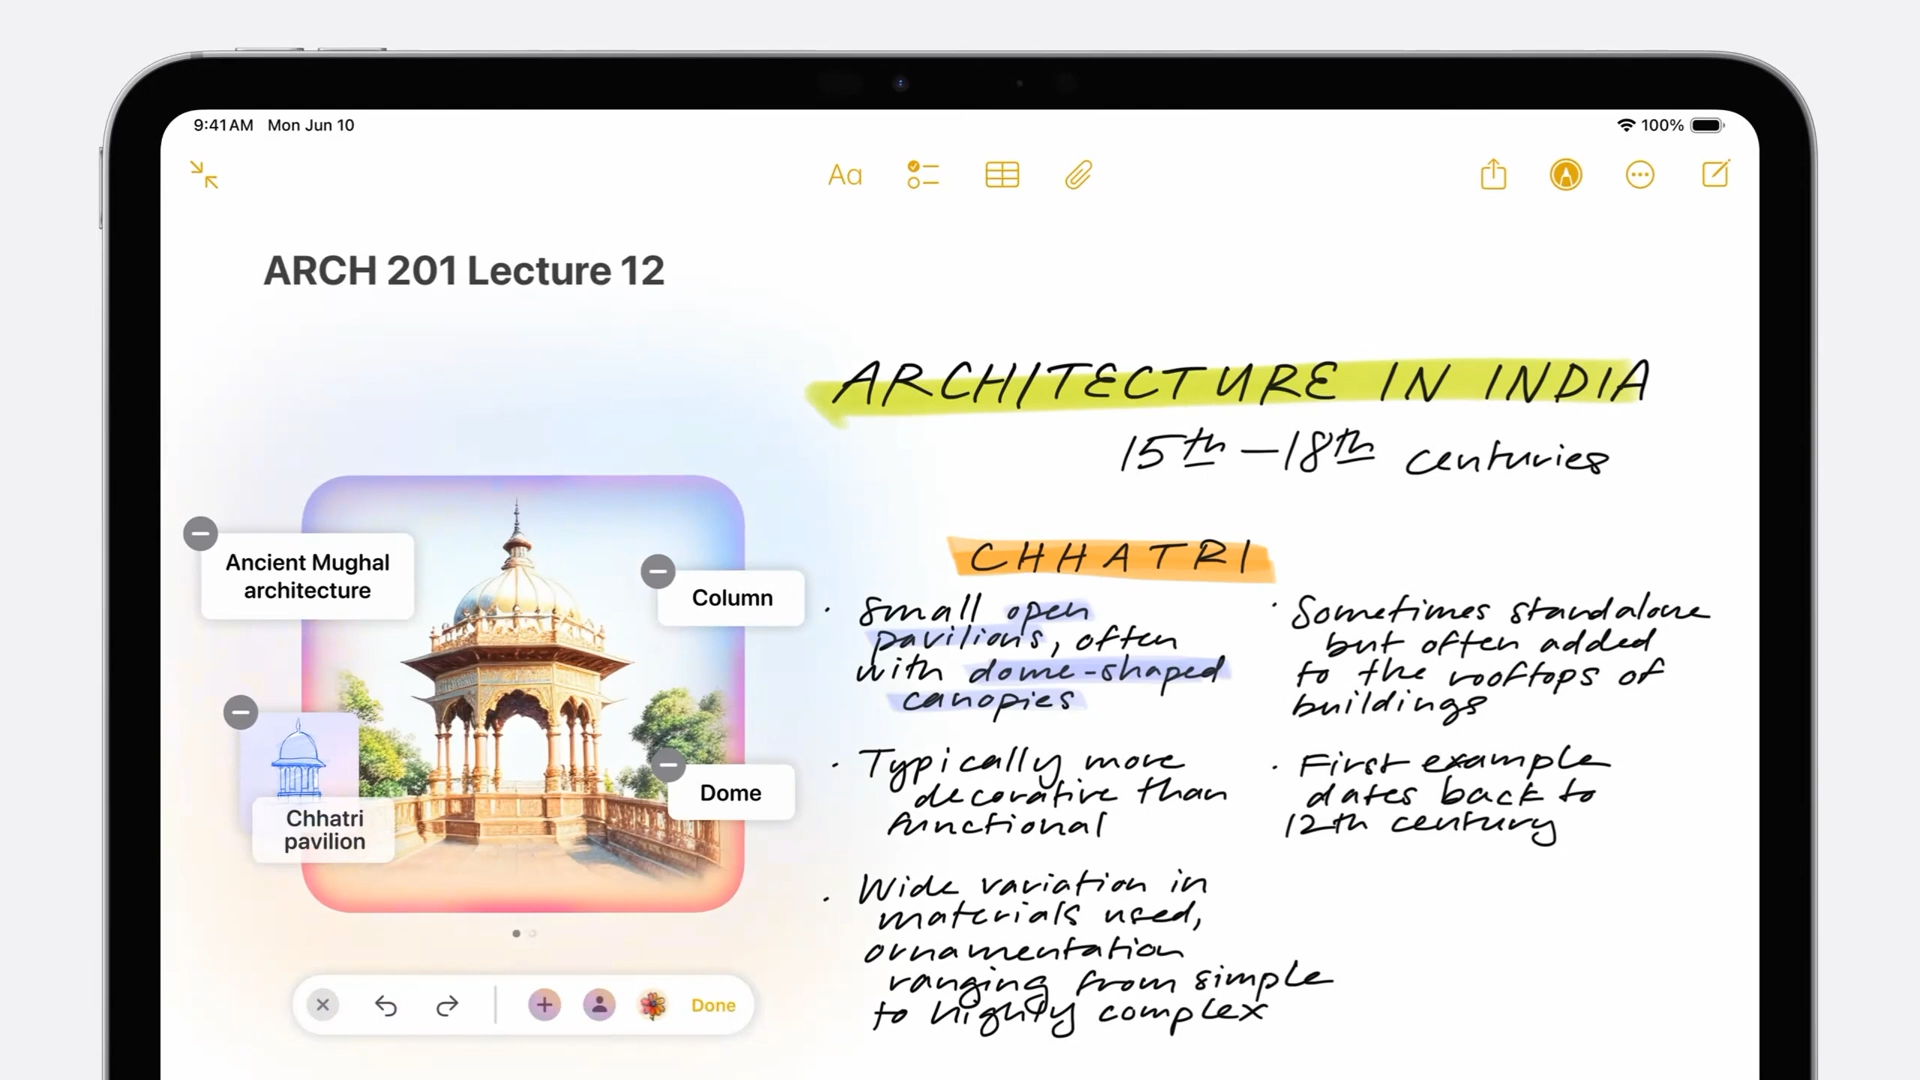 9:41 AM Mon Jun 10
100%
Aa
ARCH 201 Lecture 12
ARCHITECTURE IN INDIA
15th – 18th centuries
Ancient Mughal
architecture
Column
Chhatri
pavilion
Dome
Done
CHHATRI
· Small open
pavilions, often
with dome-shaped
canopies
· Typically more
decorative than
functional
· Wide variation in
materials used,
ornamentation
ranging from simple
to highly complex
· Sometimes standalone
but often added
to the rooftops of
buildings
· First example
dates back to
12th century